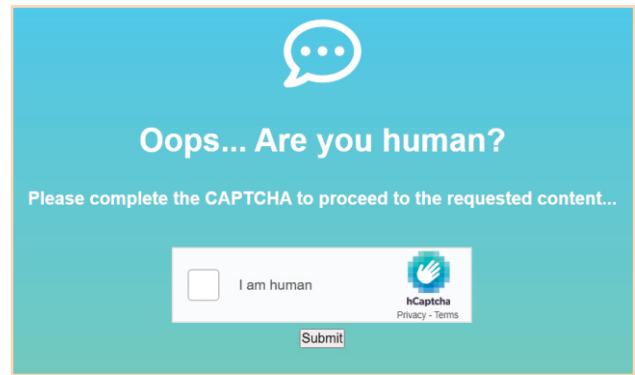 Oops... Are you human?
Please complete the CAPTCHA to proceed to the requested content...
I am human
hCaptcha
Privacy - Terms
Submit